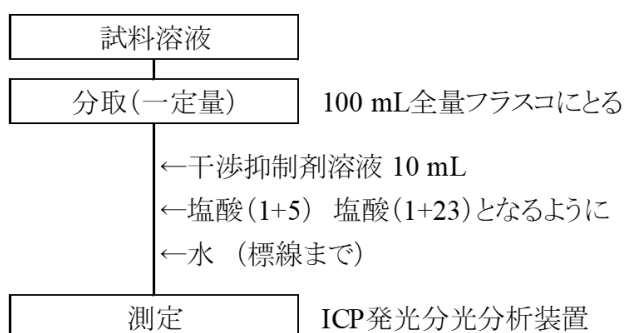 試料溶液
分取(一定量) 100 mL全量フラスコにとる
←干渉抑制剤溶液 10 mL
←塩酸(1+5) 塩酸(1+23)となるように
←水 (標線まで)
測定 ICP発光分光分析装置